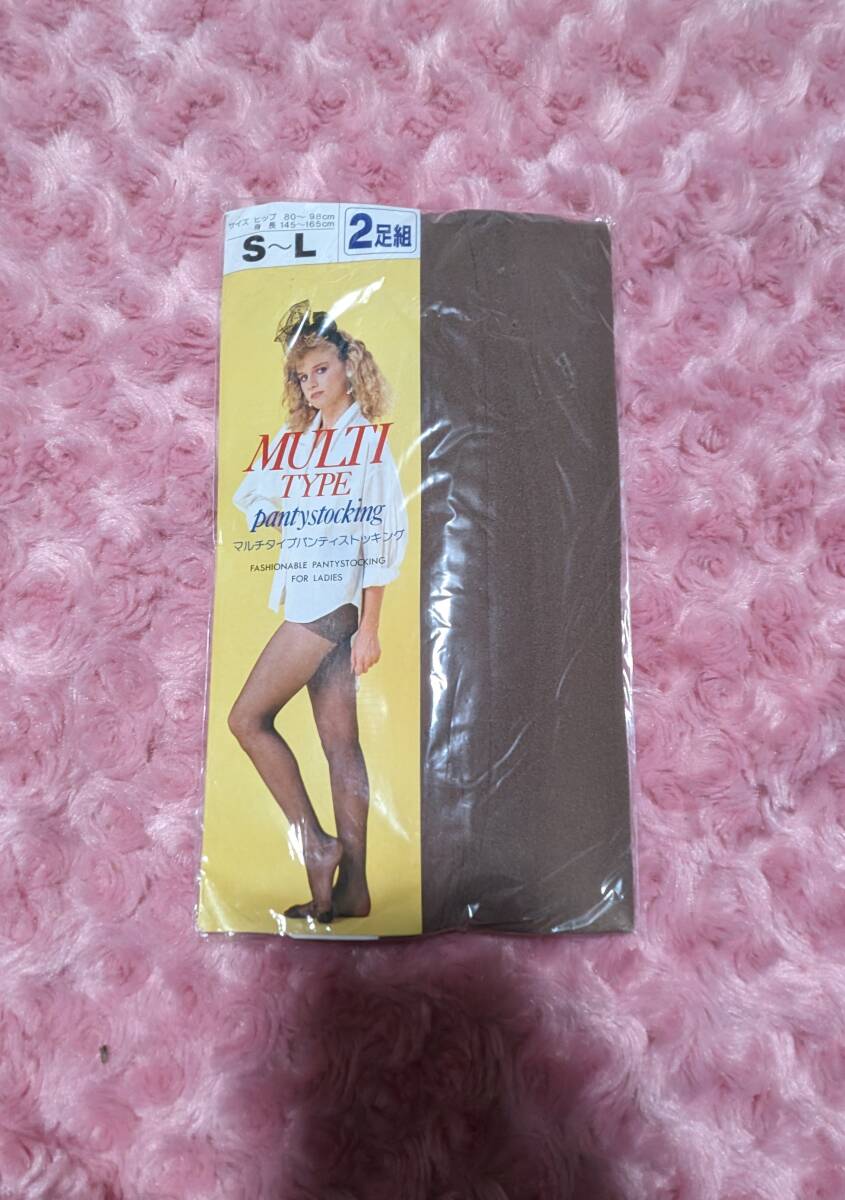 サイズ ヒップ 80〜98cm
身長 145〜165cm
S〜L
2足組
MULTI
TYPE
pantystocking
マルチタイプパンティストッキング
FASHIONABLE PANTYSTOCKING
FOR LADIES